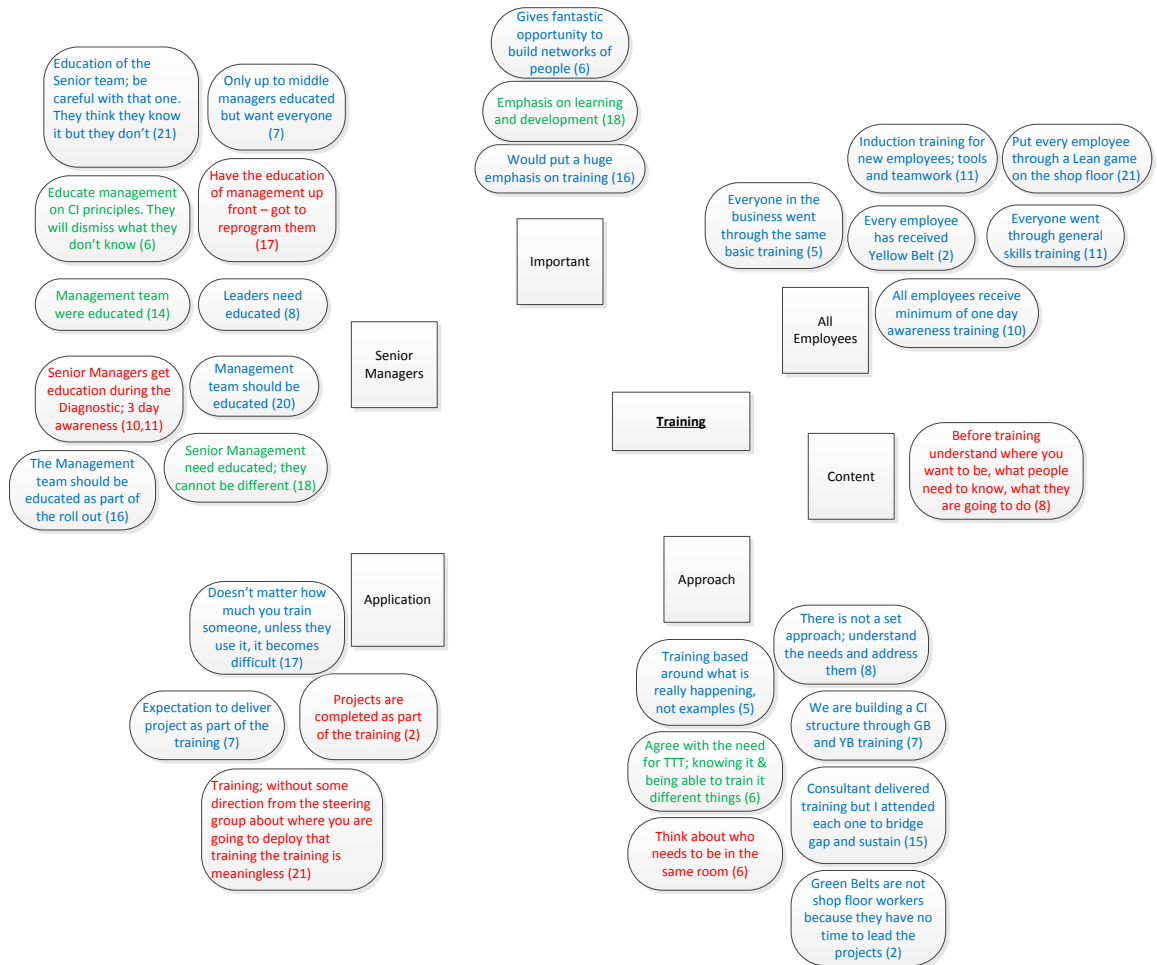 Gives fantastic
opportunity to
build networks of
people (6)
Emphasis on learning
and development (18)
Would put a huge
emphasis on training (16)
Important
Education of the
Senior team; be
careful with that one.
They think they know
it but they don’t (21)
Only up to middle
managers educated
but want everyone
(7)
Educate management
on CI principles. They
will dismiss what they
don’t know (6)
Have the education
of management up
front – got to
reprogram them
(17)
Management team
were educated (14)
Leaders need
educated (8)
Senior Managers get
education during the
Diagnostic; 3 day
awareness (10,11)
Management
team should be
educated (20)
The Management
team should be
educated as part of
the roll out (16)
Senior Management
need educated; they
cannot be different (18)
Senior
Managers
Induction training for
new employees; tools
and teamwork (11)
Put every employee
through a Lean game
on the shop floor (21)
Everyone in the
business went
through the same
basic training (5)
Every employee
has received
Yellow Belt (2)
Everyone went
through general
skills training (11)
All
Employees
All employees receive
minimum of one day
awareness training (10)
Training
Content
Before training
understand where you
want to be, what people
need to know, what they
are going to do (8)
Application
Doesn’t matter how
much you train
someone, unless they
use it, it becomes
difficult (17)
Expectation to deliver
project as part of the
training (7)
Projects are
completed as part
of the training (2)
Training; without some
direction from the steering
group about where you are
going to deploy that
training the training is
meaningless (21)
Approach
There is not a set
approach; understand
the needs and address
them (8)
Training based
around what is
really happening,
not examples (5)
We are building a CI
structure through GB
and YB training (7)
Agree with the need
for TTT; knowing it &
being able to train it
different things (6)
Consultant delivered
training but I attended
each one to bridge
gap and sustain (15)
Think about who
needs to be in the
same room (6)
Green Belts are not
shop floor workers
because they have no
time to lead the
projects (2)